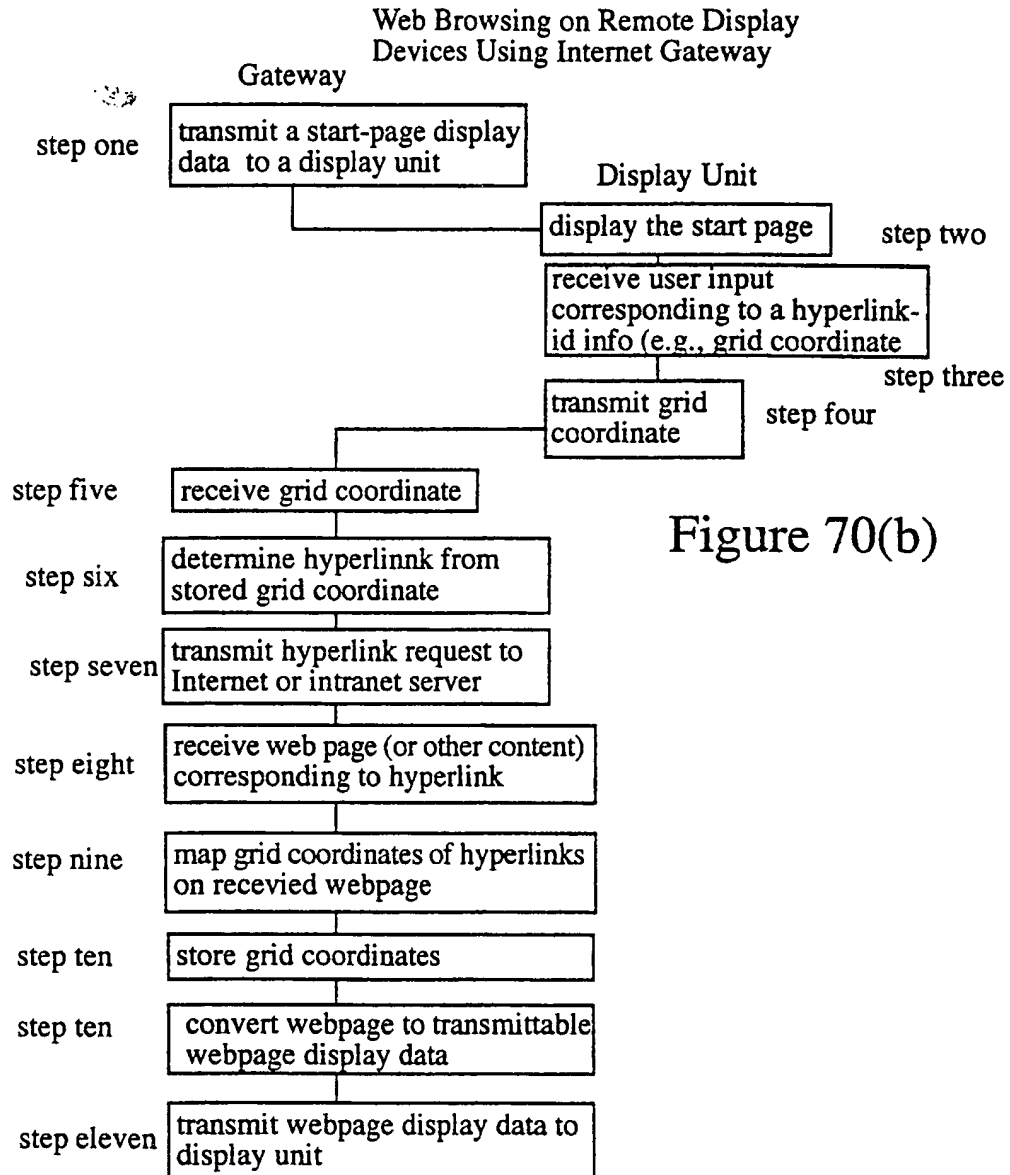 Web Browsing on Remote Display
Devices Using Internet Gateway
Gateway
step one
transmit a start-page display
data to a display unit
Display Unit
display the start page
step two
receive user input
corresponding to a hyperlink-
id info (e.g., grid coordinate
step three
transmit grid
coordinate
step four
step five
receive grid coordinate
Figure 70(b)
step six
determine hyperlinnk from
stored grid coordinate
step seven
transmit hyperlink request to
Internet or intranet server
step eight
receive web page (or other content)
corresponding to hyperlink
step nine
map grid coordinates of hyperlinks
on recevied webpage
step ten
store grid coordinates
step ten
convert webpage to transmittable
webpage display data
step eleven
transmit webpage display data to
display unit